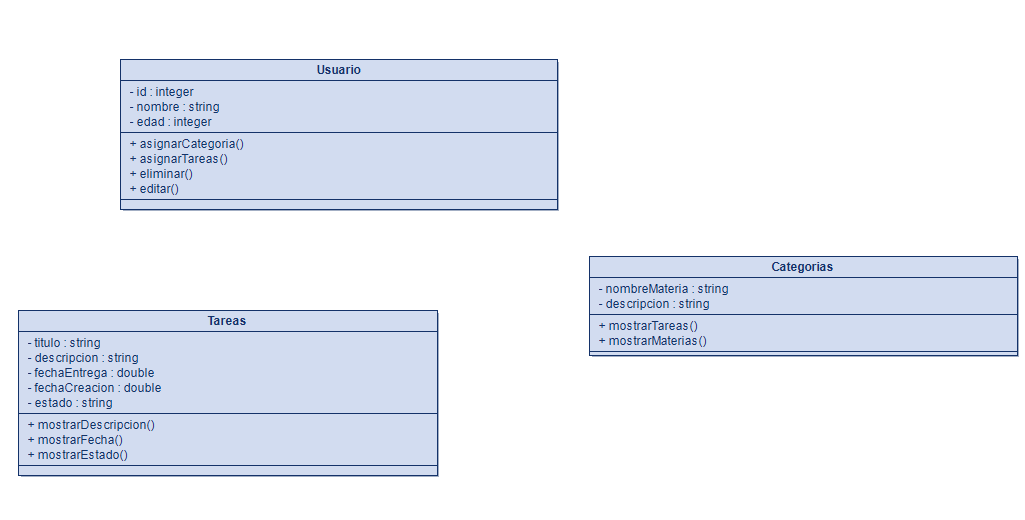 Usuario
- id : integer
- nombre : string
- edad : integer
+ asignarCategoria()
+ asignarTareas()
+ eliminar()
+ editar()
Categorias
- nombreMateria : string
- descripcion : string
+ mostrarTareas()
+ mostrarMaterias()
Tareas
- titulo : string
- descripcion : string
- fechaEntrega : double
- fechaCreacion : double
- estado : string
+ mostrarDescripcion()
+ mostrarFecha()
+ mostrarEstado()